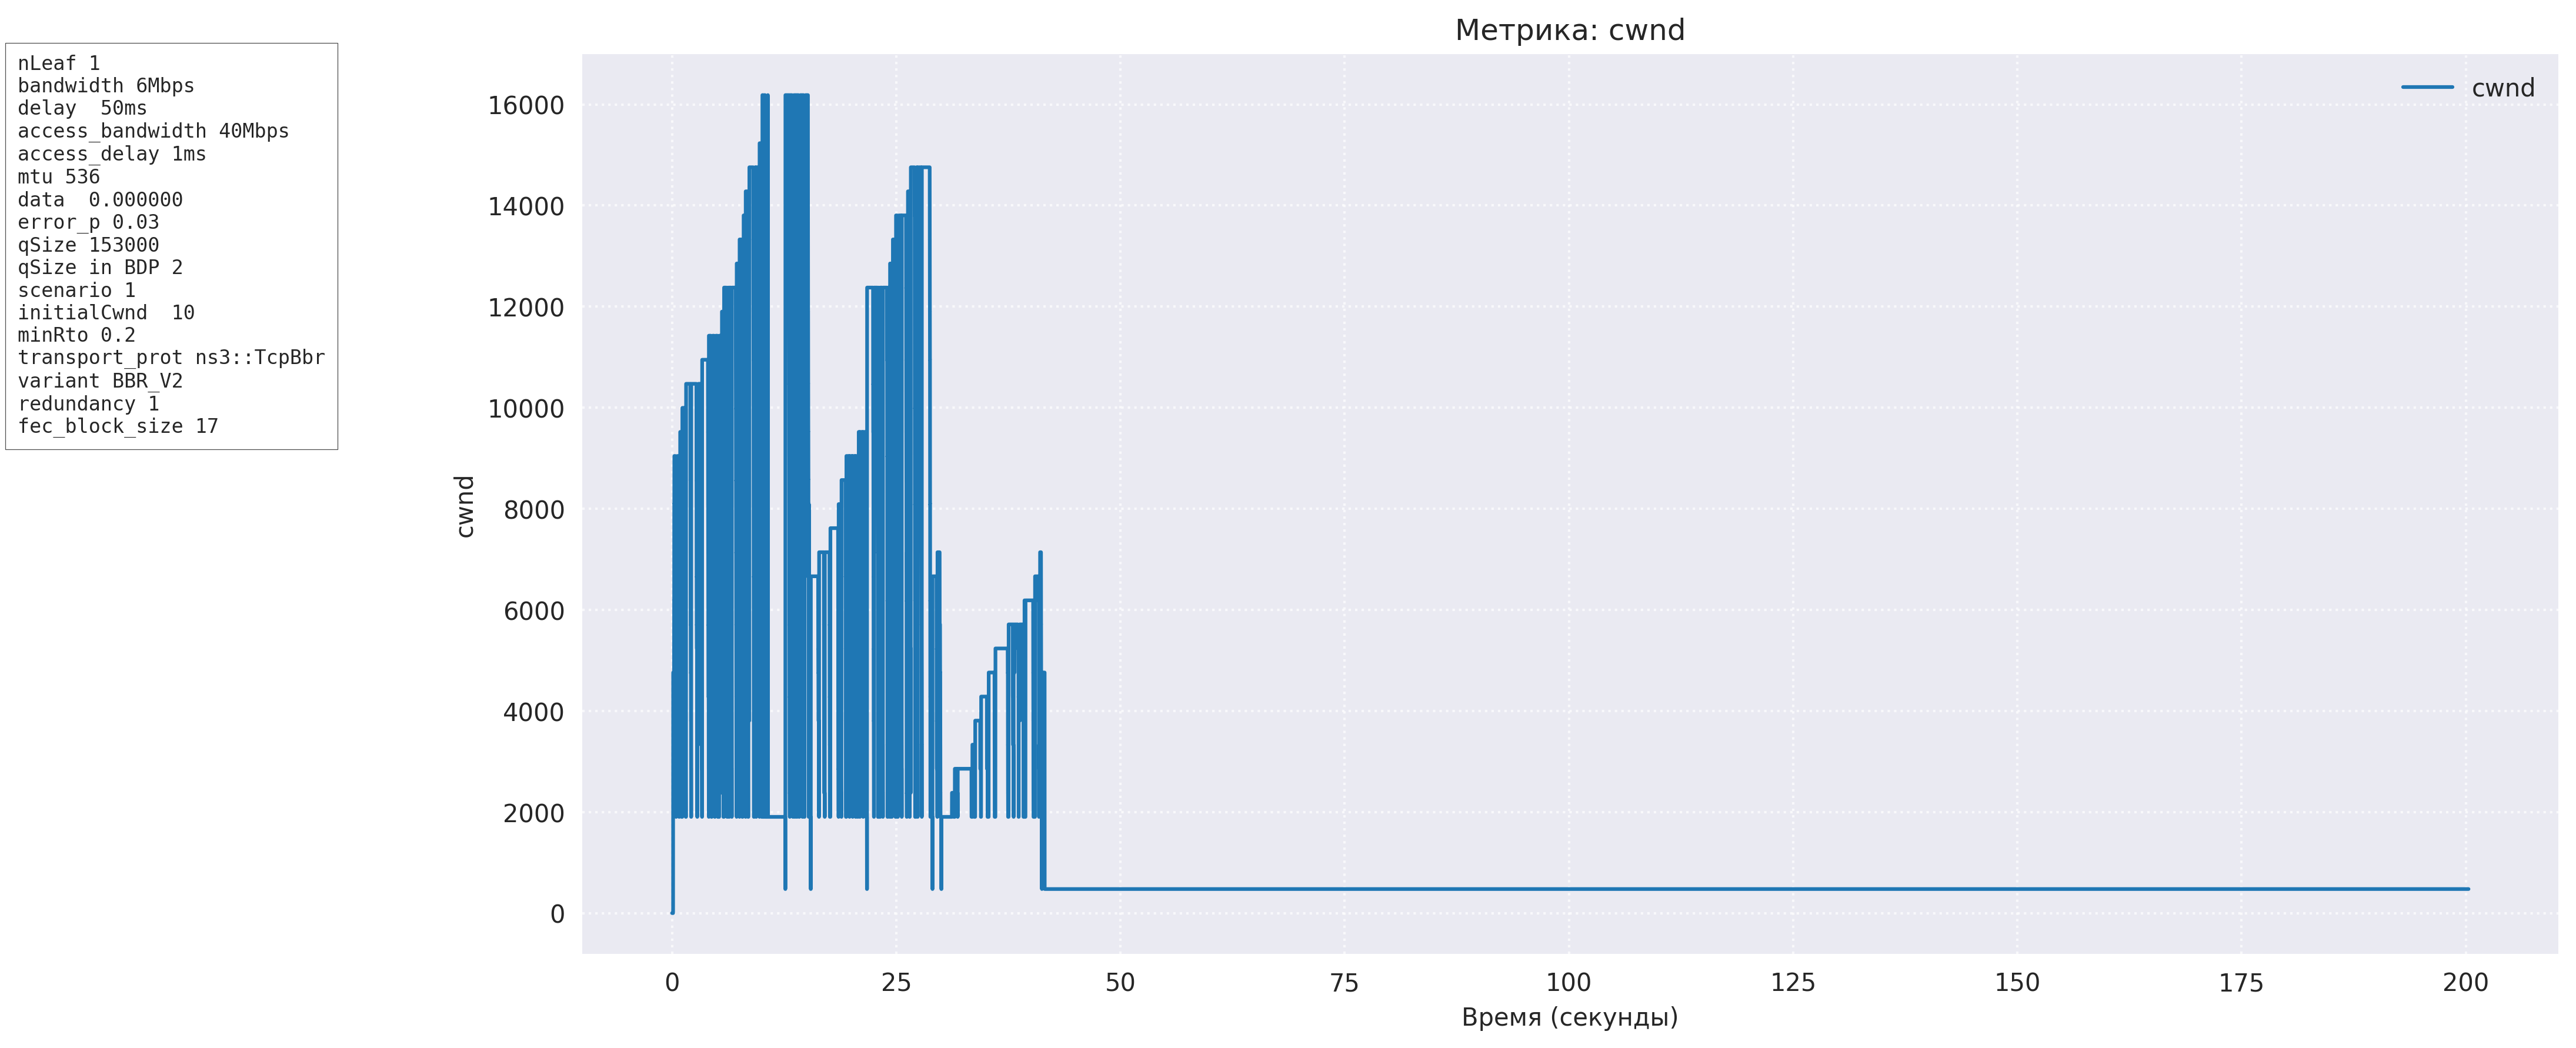 Метрика: cwnd
nLeaf 1
bandwidth 6Mbps
delay  50ms
access_bandwidth 40Mbps
access_delay 1ms
mtu 536
data  0.000000
error_p 0.03
qSize 153000
qSize in BDP 2
scenario 1
initialCwnd  10
minRto 0.2
transport_prot ns3::TcpBbr
variant BBR_V2
redundancy 1
fec_block_size 17
cwnd
cwnd
16000
14000
12000
10000
8000
6000
4000
2000
0
0 25 50 75 100 125 150 175 200
Время (секунды)